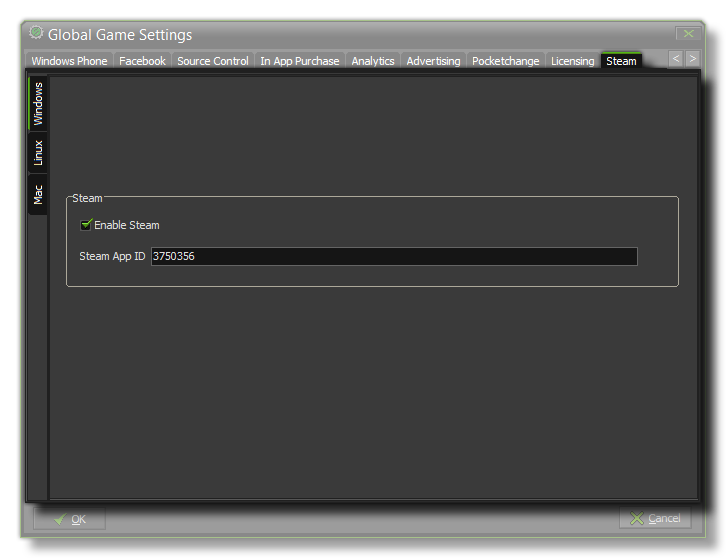 Global Game Settings
Windows Phone Facebook Source Control In App Purchase Analytics Advertising Pocketchange Licensing Steam < >
Windows
Linux
Mac
Steam
Enable Steam
Steam App ID 3750356
OK Cancel